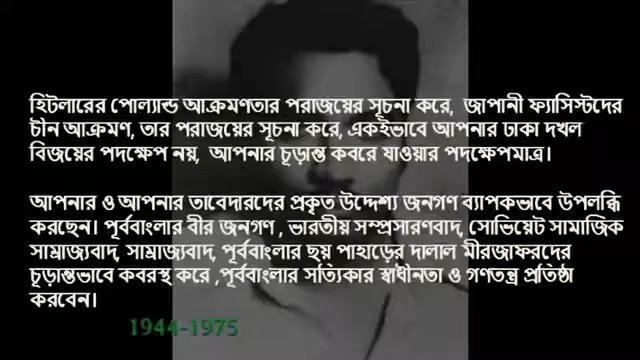 হিটলারের পোল্যান্ড আক্রমণতার পরাজয়ের সূচনা করে, জাপানী ফ্যাসিস্টদের
চীন আক্রমণ, তার পরাজয়ের সূচনা করে, একইভাবে আপনার ঢাকা দখল
বিজয়ের পদক্ষেপ নয়, আপনার চূড়ান্ত কবরে যাওয়ার পদক্ষেপমাত্র।
আপনার ও আপনার তাবেদারদের প্রকৃত উদ্দেশ্য জনগণ ব্যাপকভাবে উপলব্ধি
করছেন। পূর্ববাংলার বীর জনগণ , ভারতীয় সম্প্রসারণবাদ, সোভিয়েট সামাজিক
সাম্রাজ্যবাদ, সাম্রাজ্যবাদ, পূর্ববাংলার ছয় পাহাড়ের দালাল মীরজাফরদের
চূড়ান্তভাবে কবরস্থ করে ,পূর্ববাংলার সত্যিকার স্বাধীনতা ও গণতন্ত্র প্রতিষ্ঠা
করবেন।
1944-1975